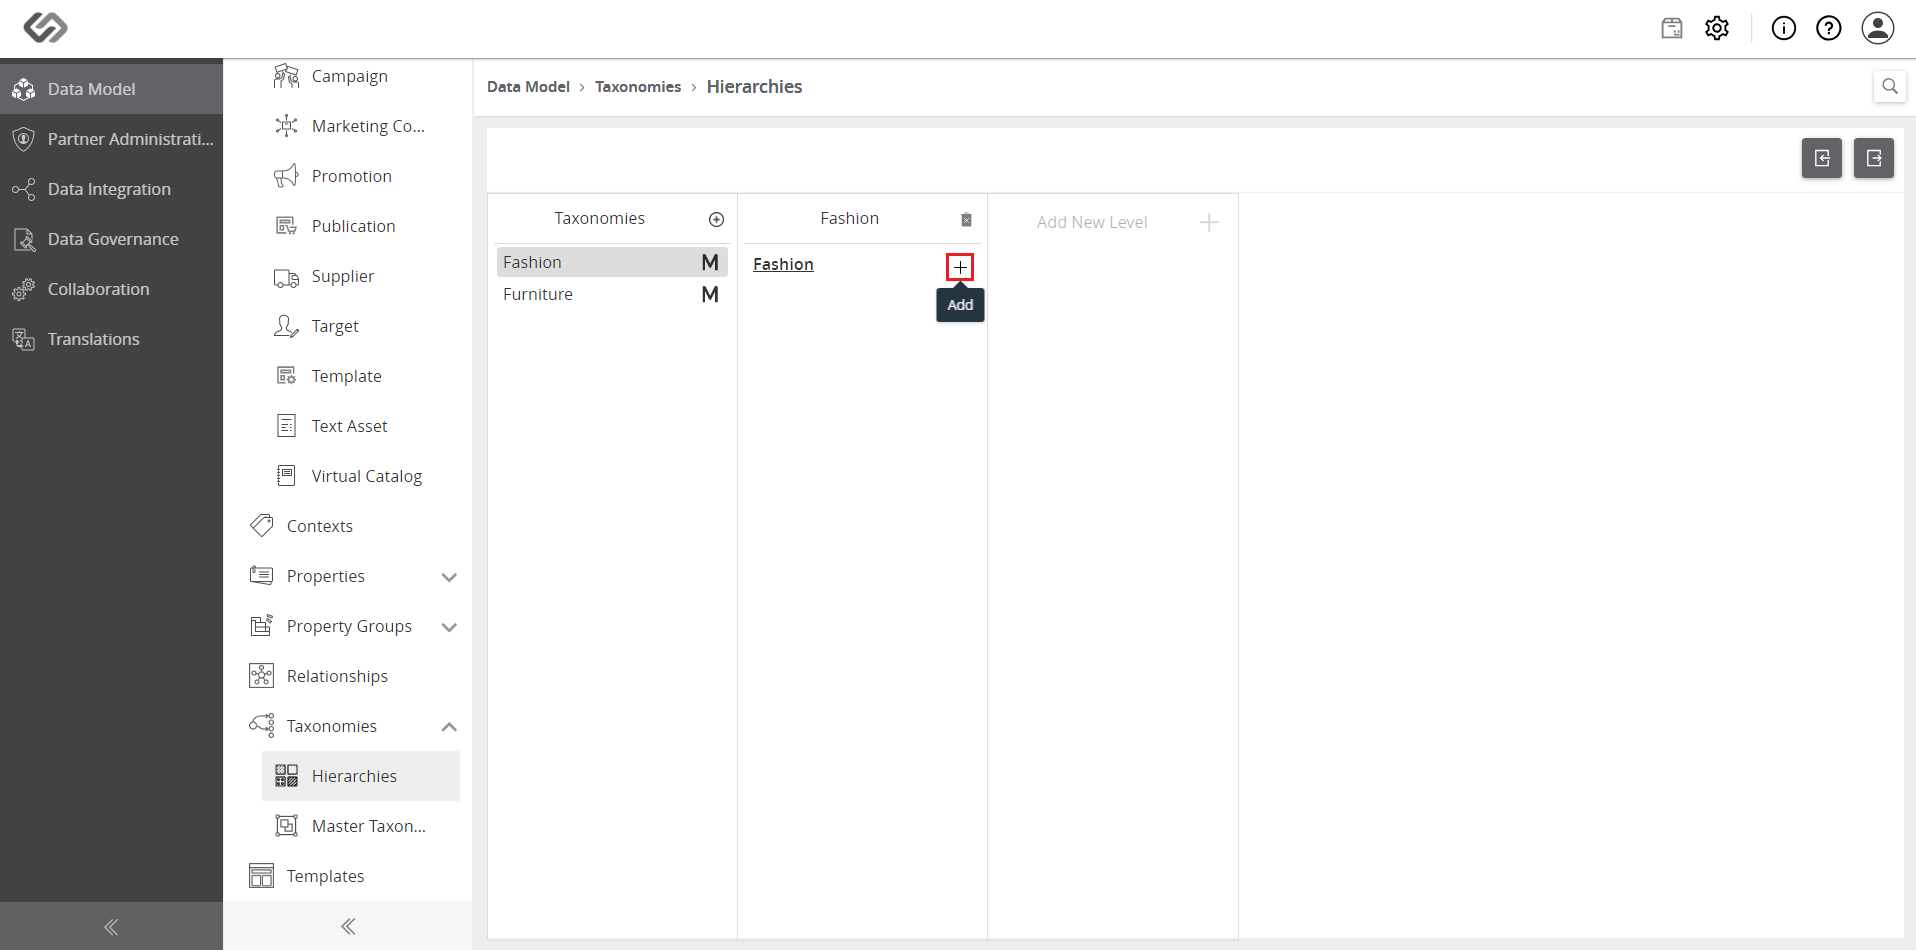 Data Model
Partner Administrati...
Data Integration
Data Governance
Collaboration
Translations
Campaign
Marketing Co...
Promotion
Publication
Supplier
Target
Template
Text Asset
Virtual Catalog
Contexts
Properties
Property Groups
Relationships
Taxonomies
Hierarchies
Master Taxon...
Templates
Data Model > Taxonomies > Hierarchies
Taxonomies
Fashion M
Furniture M
Fashion
Fashion
Add
Add New Level